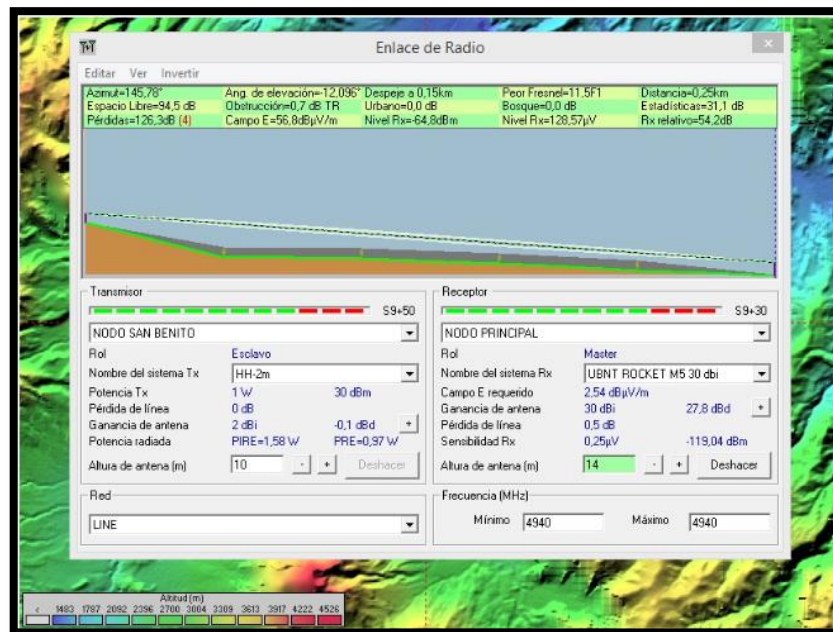 Enlace de Radio
Editar Ver Invertir
Azimut=145,78° Ang. de elevación=-12,096° Despeje a 0,15km Peor Fresnel=11,5F1 Distancia=0,25km
Espacio Libre=94,5 dB Obstrucción=0,7 dB TR Urbano=0,0 dB Bosque=0,0 dB Estadísticas=31,1 dB
Pérdidas=126,3dB (4) Campo E=56,8dBµV/m Nivel Rx=-64,8dBm Nivel Rx=128,57µV Rx relativo=54,2dB
Transmisor Receptor
S9+50 S9+30
NODO SAN BENITO NODO PRINCIPAL
Rol Esclavo Rol Master
Nombre del sistema Tx HH-2m Nombre del sistema Rx UBNT ROCKET M5 30 dbi
Potencia Tx 1 W 30 dBm Campo E requerido 2,54 dBµV/m
Pérdida de línea 0 dB Ganancia de antena 30 dBi 27,8 dBd +
Ganancia de antena 2 dBi -0,1 dBd + Pérdida de línea 0,5 dB
Potencia radiada PIRE=1,58 W PRE=0,97 W Sensibilidad Rx 0,25µV -119,04 dBm
Altura de antena (m) 10 - + Deshacer Altura de antena (m) 14 - + Deshacer
Red Frecuencia (MHz)
LINE Mínimo 4940 Máximo 4940
Altitud (m)
< 1483 1787 2092 2396 2700 3004 3309 3613 3917 4222 4526